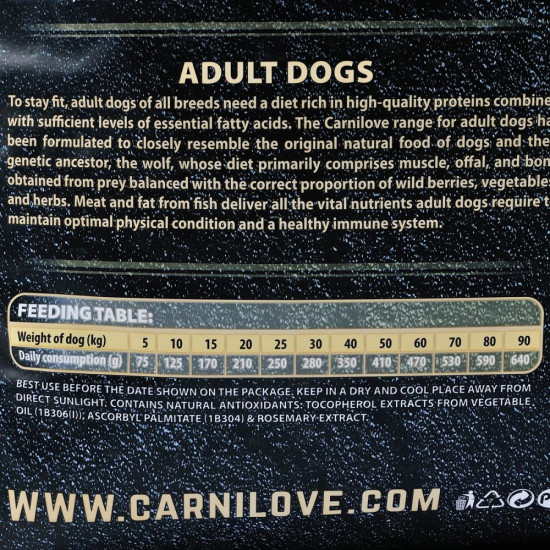 ADULT DOGS
To stay fit, adult dogs of all breeds need a diet rich in high-quality proteins combine
with sufficient levels of essential fatty acids. The Carnilove range for adult dogs ha
been formulated to closely resemble the original natural food of dogs and the
genetic ancestor, the wolf, whose diet primarily comprises muscle, offal, and bon
obtained from prey balanced with the correct proportion of wild berries, vegetables
and herbs. Meat and fat from fish deliver all the vital nutrients adult dogs require t
maintain optimal physical condition and a healthy immune system.
FEEDING TABLE:
Weight of dog (kg) 5 10 15 20 25 30 35 40 50 60 70 80 90
Daily consumption (g) 75 125 170 210 250 280 350 410 470 530 590 640
BEST USE BEFORE THE DATE SHOWN ON THE PACKAGE. KEEP IN A DRY AND COOL PLACE AWAY FROM
DIRECT SUNLIGHT. CONTAINS NATURAL ANTIOXIDANTS: TOCOPHEROL EXTRACTS FROM VEGETABLE
OIL (1B306(I)); ASCORBYL PALMITATE (1B304) & ROSEMARY EXTRACT.
WWW.CARNILOVE.COM